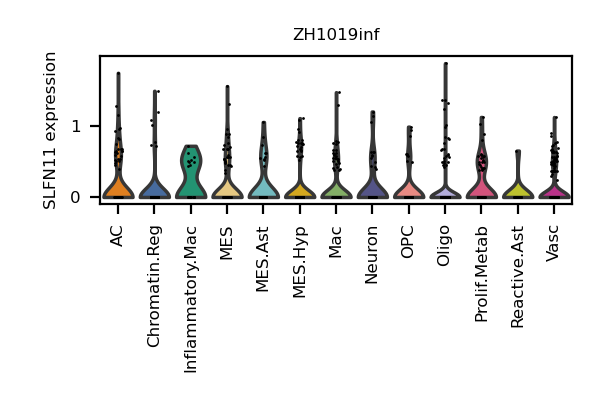 ZH1019inf
SLFN11 expression
1
0
AC
Chromatin.Reg
Inflammatory.Mac
MES
MES.Ast
MES.Hyp
Mac
Neuron
OPC
Oligo
Prolif.Metab
Reactive.Ast
Vasc